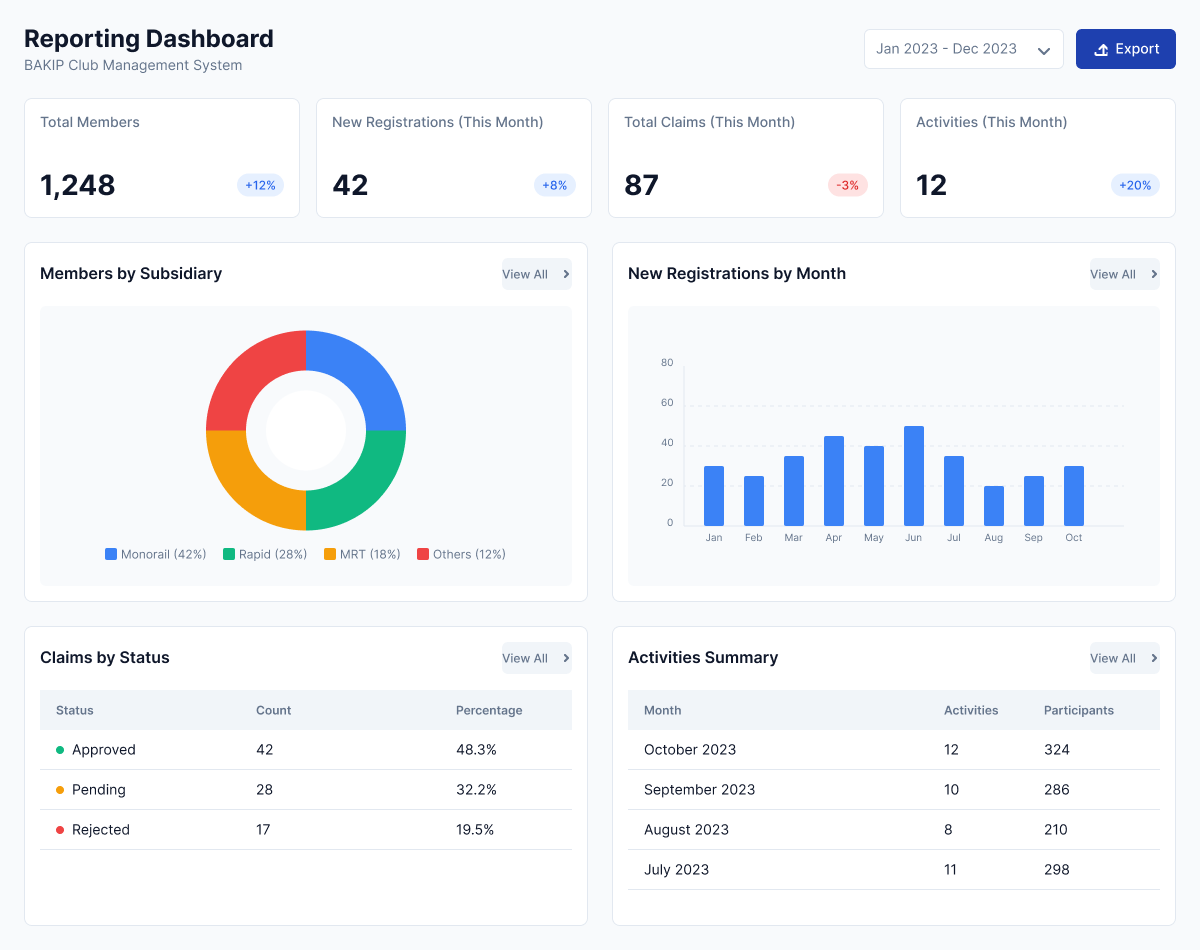 Reporting Dashboard
BAKIP Club Management System
Jan 2023 - Dec 2023
Export
Total Members
1,248
+12%
New Registrations (This Month)
42
+8%
Total Claims (This Month)
87
-3%
Activities (This Month)
12
+20%
Members by Subsidiary
View All
Monorail (42%) Rapid (28%) MRT (18%) Others (12%)
New Registrations by Month
View All
80
60
40
20
0
Jan Feb Mar Apr May Jun Jul Aug Sep Oct
Claims by Status
View All
Status Count Percentage
Approved 42 48.3%
Pending 28 32.2%
Rejected 17 19.5%
Activities Summary
View All
Month Activities Participants
October 2023 12 324
September 2023 10 286
August 2023 8 210
July 2023 11 298